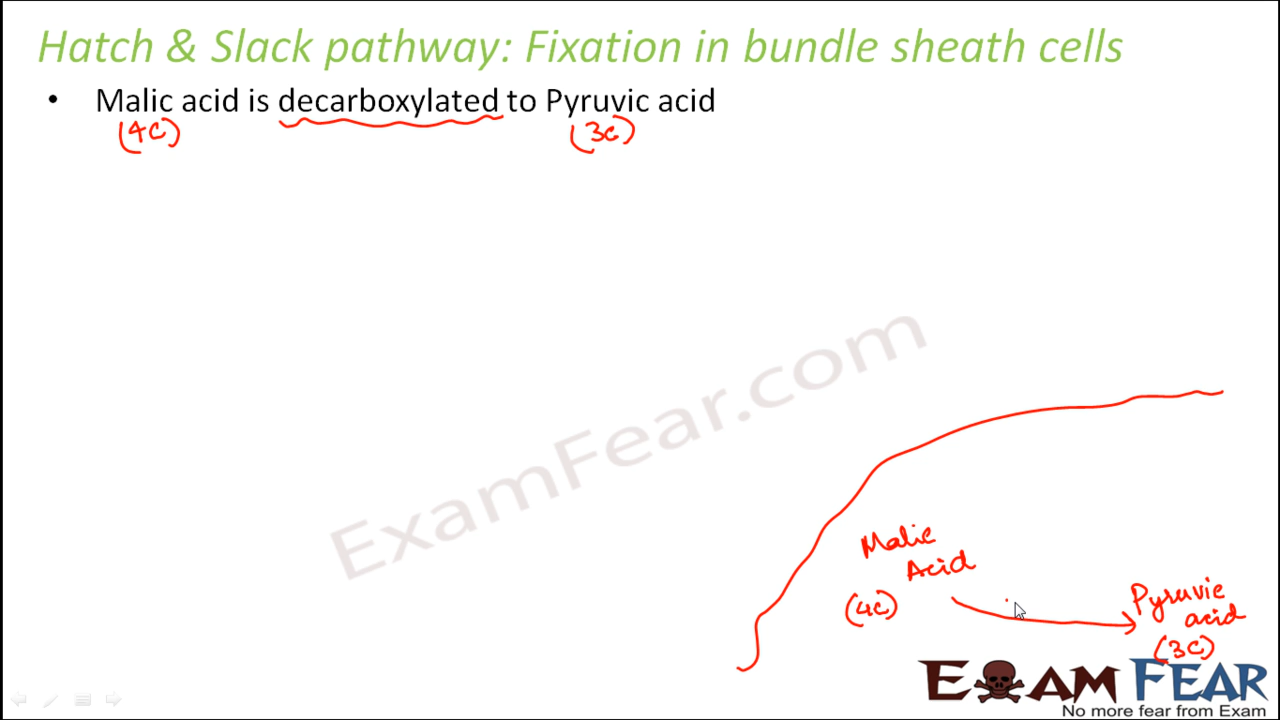 Hatch & Slack pathway: Fixation in bundle sheath cells
• Malic acid is decarboxylated to Pyruvic acid
(4C) (3C)
ExamFear.com
Malic
Acid
(4C)
Pyruvic
acid
(3C)
EXAM FEAR
No more fear from Exam